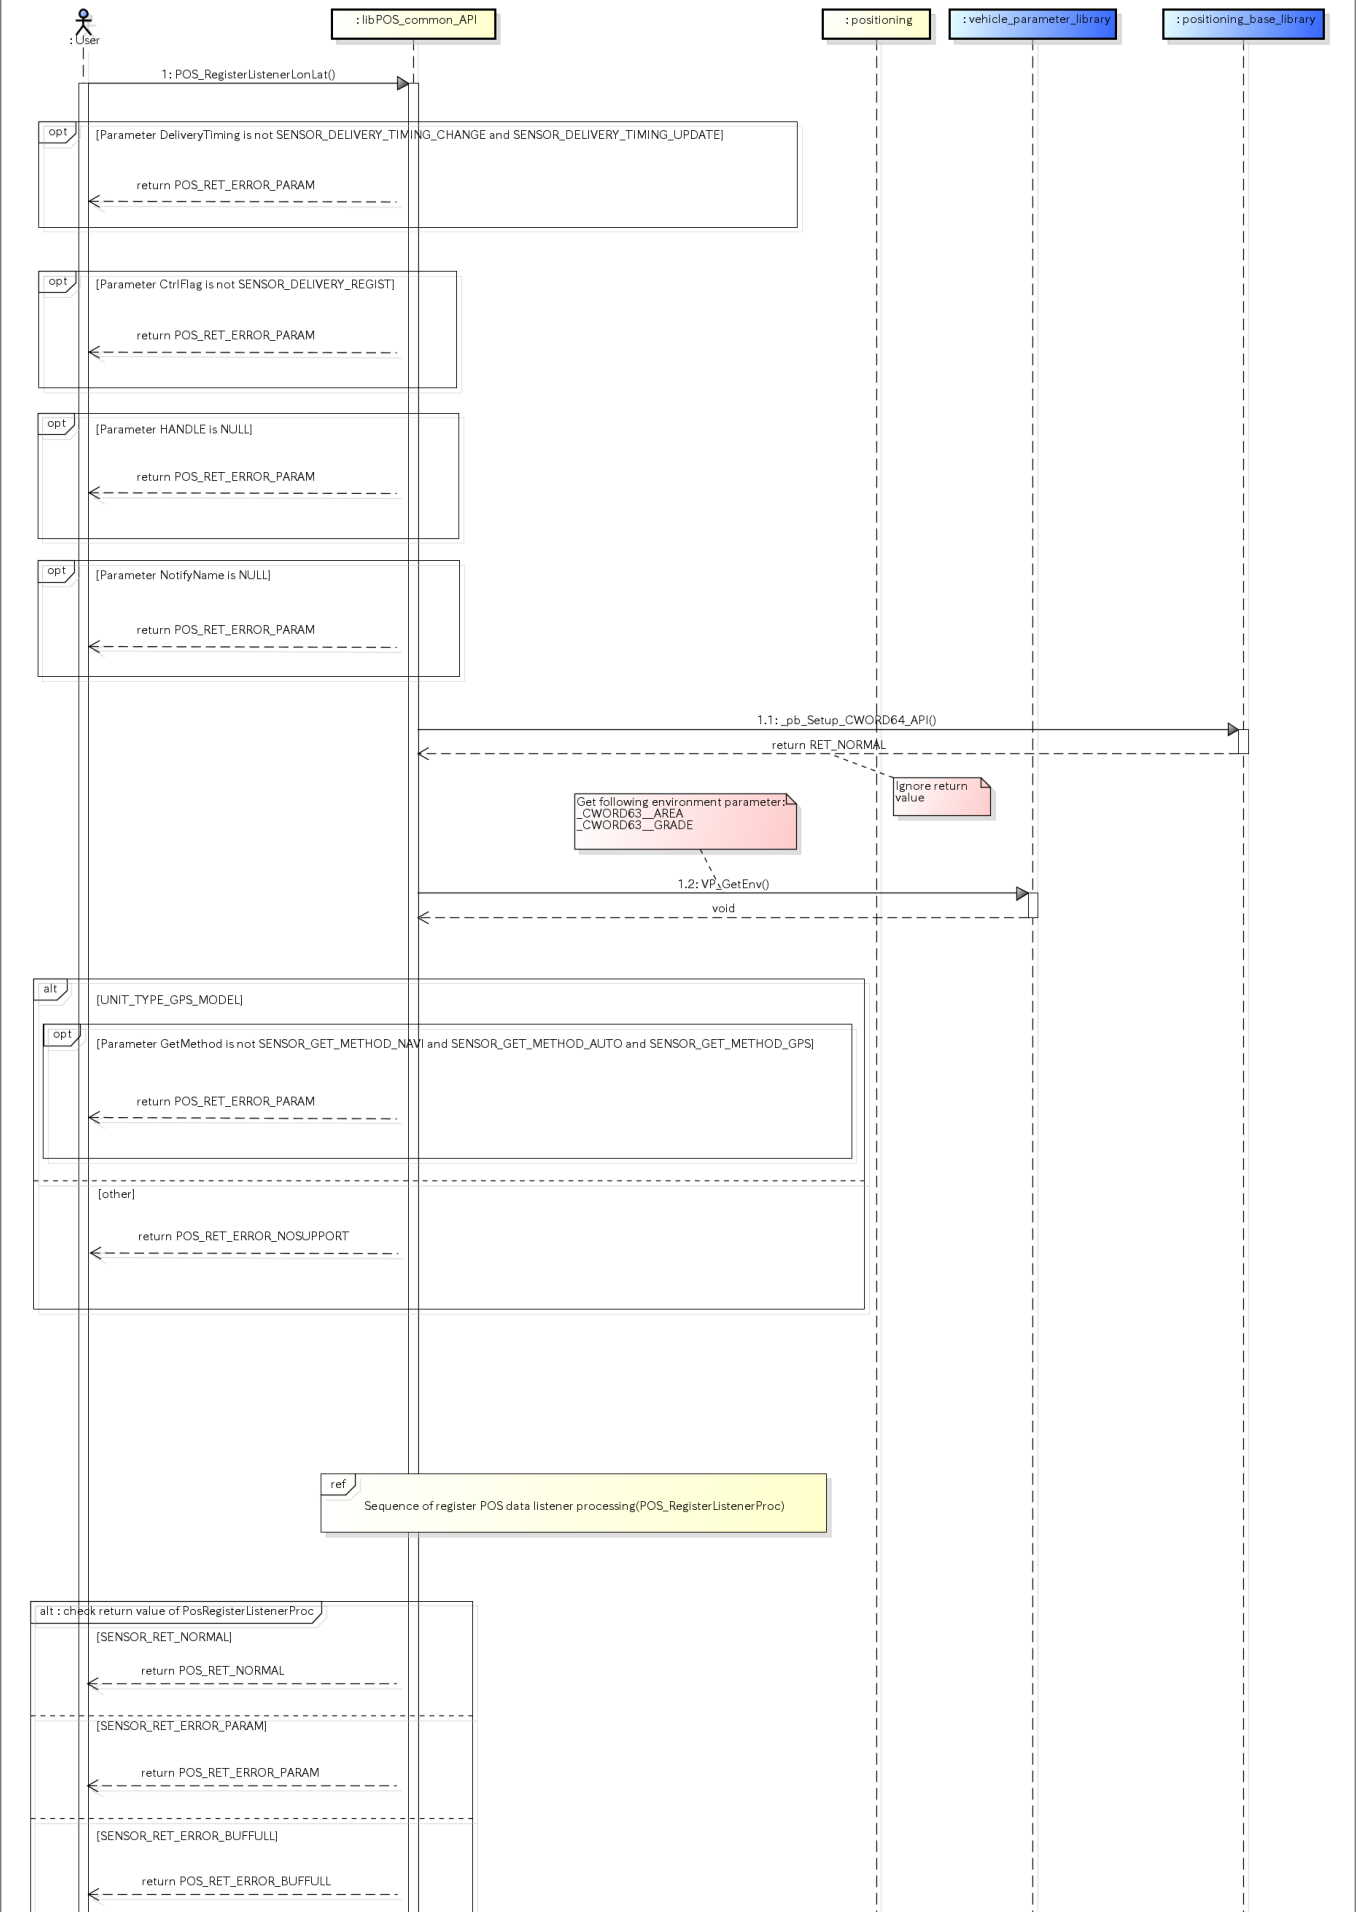 : User
: libPOS_common_API
: positioning
: vehicle_parameter_library
: positioning_base_library
1: POS_RegisterListenerLonLat()
opt
[Parameter DeliveryTiming is not SENSOR_DELIVERY_TIMING_CHANGE and SENSOR_DELIVERY_TIMING_UPDATE]
return POS_RET_ERROR_PARAM
opt
[Parameter CtrlFlag is not SENSOR_DELIVERY_REGIST]
return POS_RET_ERROR_PARAM
opt
[Parameter HANDLE is NULL]
return POS_RET_ERROR_PARAM
opt
[Parameter NotifyName is NULL]
return POS_RET_ERROR_PARAM
1.1: _pb_Setup_CWORD64_API()
return RET_NORMAL
Ignore return
value
Get following environment parameter:
_CWORD63__AREA
_CWORD63__GRADE
1.2: VP_GetEnv()
void
alt
[UNIT_TYPE_GPS_MODEL]
opt
[Parameter GetMethod is not SENSOR_GET_METHOD_NAVI and SENSOR_GET_METHOD_AUTO and SENSOR_GET_METHOD_GPS]
return POS_RET_ERROR_PARAM
[other]
return POS_RET_ERROR_NOSUPPORT
ref
Sequence of register POS data listener processing(POS_RegisterListenerProc)
alt : check return value of PosRegisterListenerProc
[SENSOR_RET_NORMAL]
return POS_RET_NORMAL
[SENSOR_RET_ERROR_PARAM]
return POS_RET_ERROR_PARAM
[SENSOR_RET_ERROR_BUFFULL]
return POS_RET_ERROR_BUFFULL